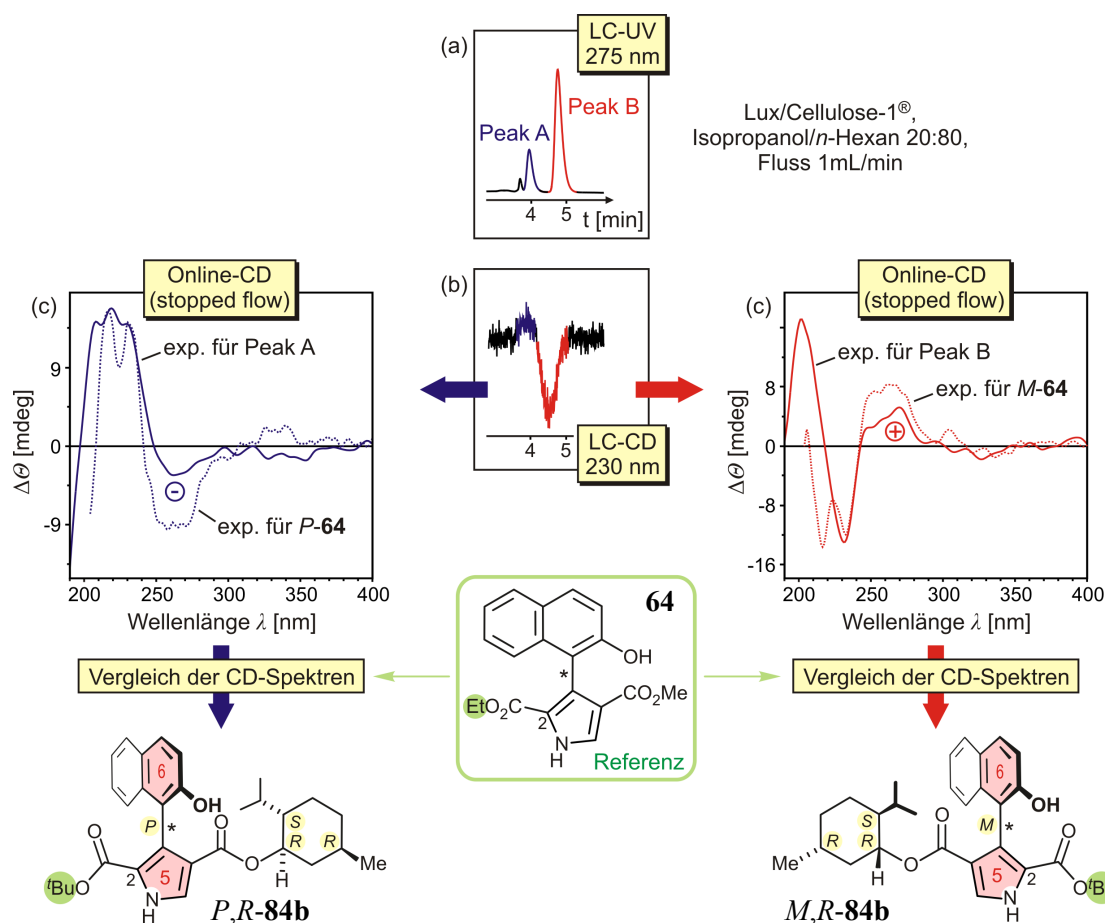 (a)
LC-UV
275 nm
Peak A
Peak B
4 5 t [min]
Lux/Cellulose-1®,
Isopropanol/n-Hexan 20:80,
Fluss 1mL/min
(c)
Online-CD
(stopped flow)
exp. für Peak A
exp. für P-64
9
0
-9
ΔΘ [mdeg]
200 250 300 350 400
Wellenlänge λ [nm]
-
(b)
4 5
LC-CD
230 nm
(c)
Online-CD
(stopped flow)
exp. für Peak B
exp. für M-64
+
8
0
-8
-16
ΔΘ [mdeg]
200 250 300 350 400
Wellenlänge λ [nm]
Vergleich der CD-Spektren
64
OH
*
EtO₂C
CO₂Me
2
N
H
Referenz
Vergleich der CD-Spektren
6
OH
P *
O
O
S
R R
tBuO
2
5
O
H
Me
N
H
P,R-84b
6
OH
M *
S
R R
O
O
Me
H
O
5
2
OtB
N
H
M,R-84b